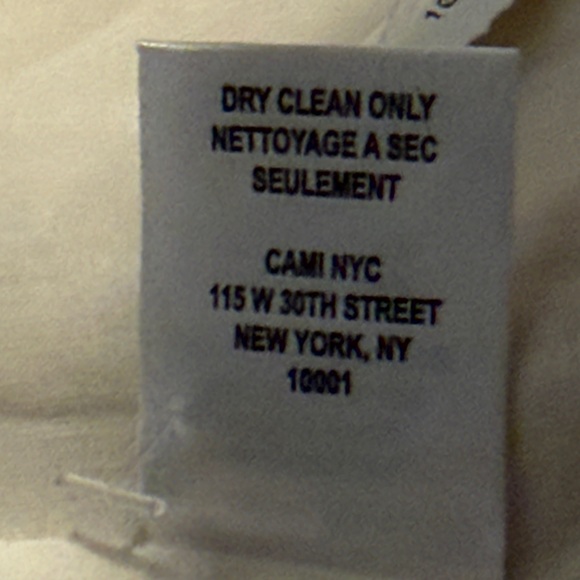 DRY CLEAN ONLY
NETTOYAGE A SEC
SEULEMENT
CAMI NYC
115 W 30TH STREET
NEW YORK, NY
10001